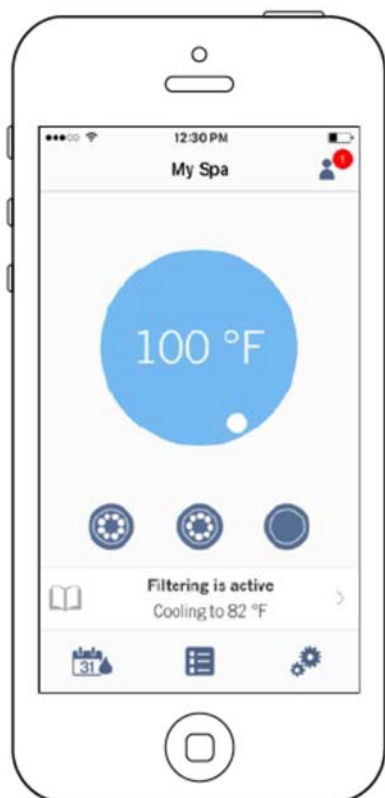 12:30 PM
My Spa
1
100 °F
Filtering is active
Cooling to 82 °F
31